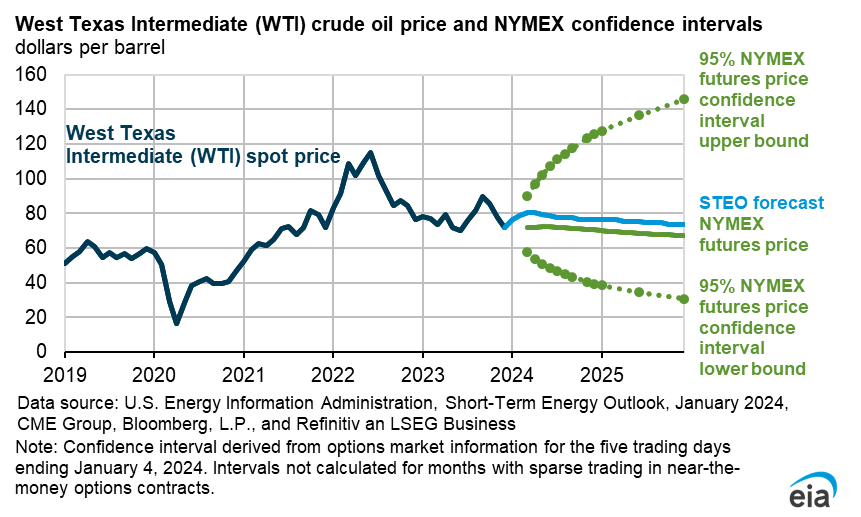 West Texas Intermediate (WTI) crude oil price and NYMEX confidence intervals
dollars per barrel
160
140
120
100
80
60
40
20
0
2019 2020 2021 2022 2023 2024 2025
West Texas
Intermediate (WTI) spot price
95% NYMEX
futures price
confidence
interval
upper bound
STEO forecast
NYMEX
futures price
95% NYMEX
futures price
confidence
interval
lower bound
Data source: U.S. Energy Information Administration, Short-Term Energy Outlook, January 2024,
CME Group, Bloomberg, L.P., and Refinitiv an LSEG Business
Note: Confidence interval derived from options market information for the five trading days
ending January 4, 2024. Intervals not calculated for months with sparse trading in near-the-
money options contracts.
eia